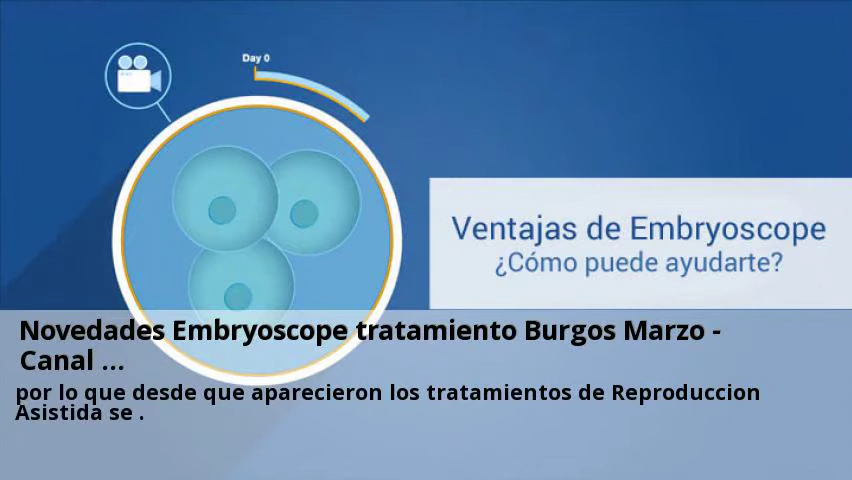 Day 0
Ventajas de Embryoscope
¿Cómo puede ayudarte?
Novedades Embryoscope tratamiento Burgos Marzo -
Canal ...
por lo que desde que aparecieron los tratamientos de Reproduccion
Asistida se .